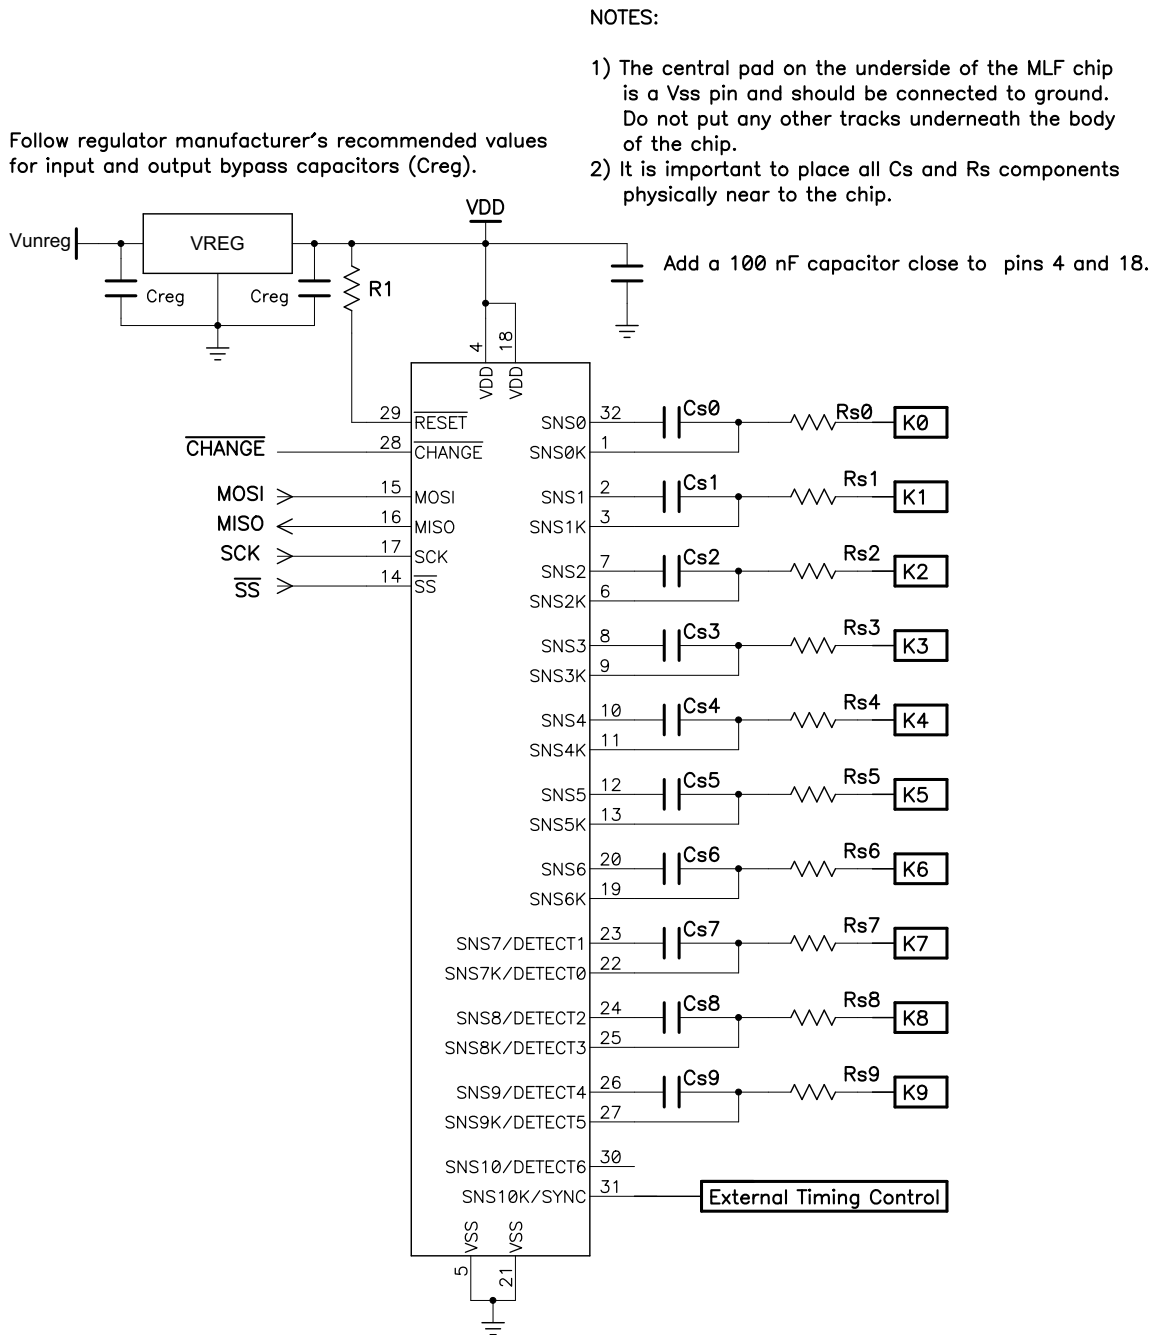 NOTES:
1) The central pad on the underside of the MLF chip
is a Vss pin and should be connected to ground.
Do not put any other tracks underneath the body
of the chip.
2) It is important to place all Cs and Rs components
physically near to the chip.
Follow regulator manufacturer's recommended values
for input and output bypass capacitors (Creg).
VDD
Vunreg
VREG
Creg
Creg
R1
Add a 100 nF capacitor close to pins 4 and 18.
4
18
VDD
VDD
29
RESET
CHANGE
28
CHANGE
MOSI
15
MOSI
MISO
16
MISO
SCK
17
SCK
SS
14
SS
SNS0
32
Cs0
Rs0
K0
SNS0K
1
SNS1
2
Cs1
Rs1
K1
SNS1K
3
SNS2
7
Cs2
Rs2
K2
SNS2K
6
SNS3
8
Cs3
Rs3
K3
SNS3K
9
SNS4
10
Cs4
Rs4
K4
SNS4K
11
SNS5
12
Cs5
Rs5
K5
SNS5K
13
SNS6
20
Cs6
Rs6
K6
SNS6K
19
SNS7/DETECT1
23
Cs7
Rs7
K7
SNS7K/DETECT0
22
SNS8/DETECT2
24
Cs8
Rs8
K8
SNS8K/DETECT3
25
SNS9/DETECT4
26
Cs9
Rs9
K9
SNS9K/DETECT5
27
SNS10/DETECT6
30
SNS10K/SYNC
31
External Timing Control
VSS
VSS
5
21